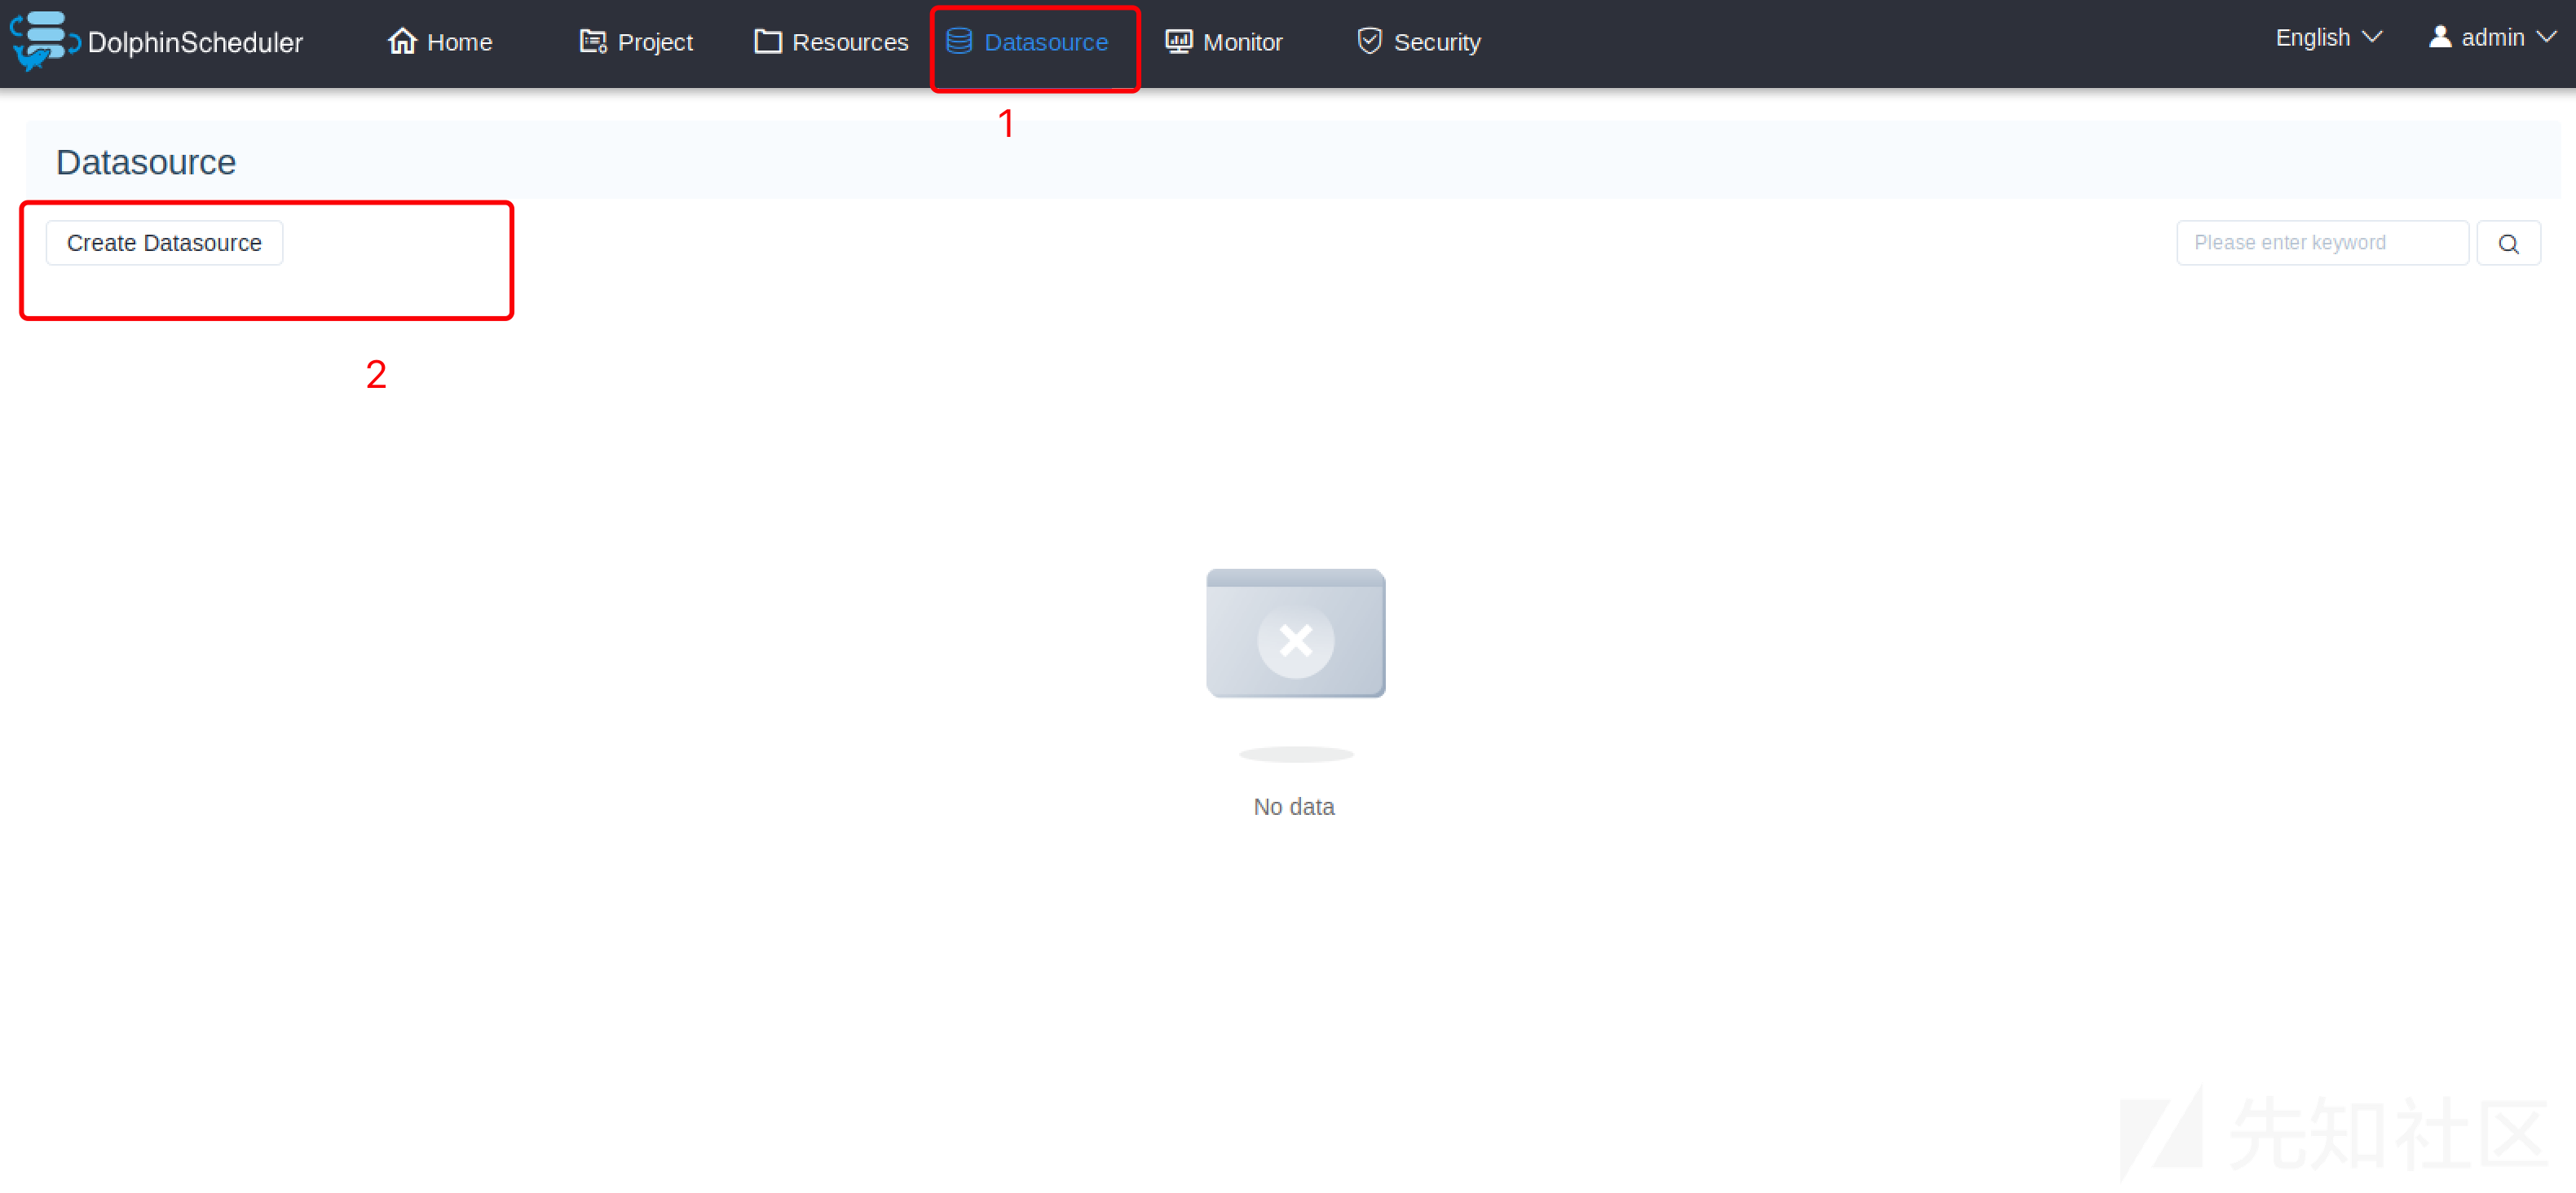 DolphinScheduler Home Project Resources Datasource Monitor Security English admin
1
Datasource
Create Datasource Please enter keyword
2
No data
先知社区